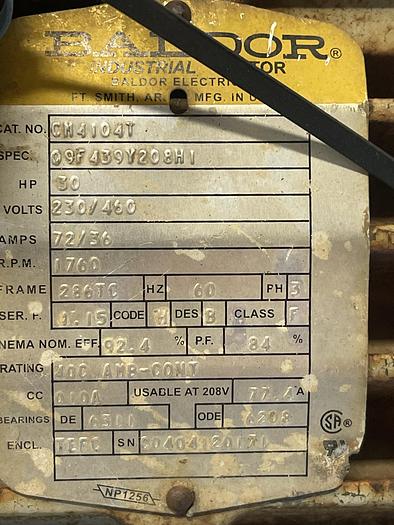 BALDOR®
INDUSTRIAL MOTOR
BALDOR ELECTRIC
FT. SMITH, AR. MFG. IN U
CAT. NO. CM4104T
SPEC. 09F439Y208H1
HP 30
VOLTS 230/460
AMPS 72/36
R.P.M. 1760
FRAME 286TC HZ 60 PH 3
SER. F. 1.15 CODE H DES B CLASS F
NEMA NOM. EFF. 92.4 % P.F. 84 %
RATING 40C AMB-CONT
CC 010A USABLE AT 208V 77.4 A
BEARINGS DE 6311 ODE 6208
ENCL. TEFC SN
NP1256